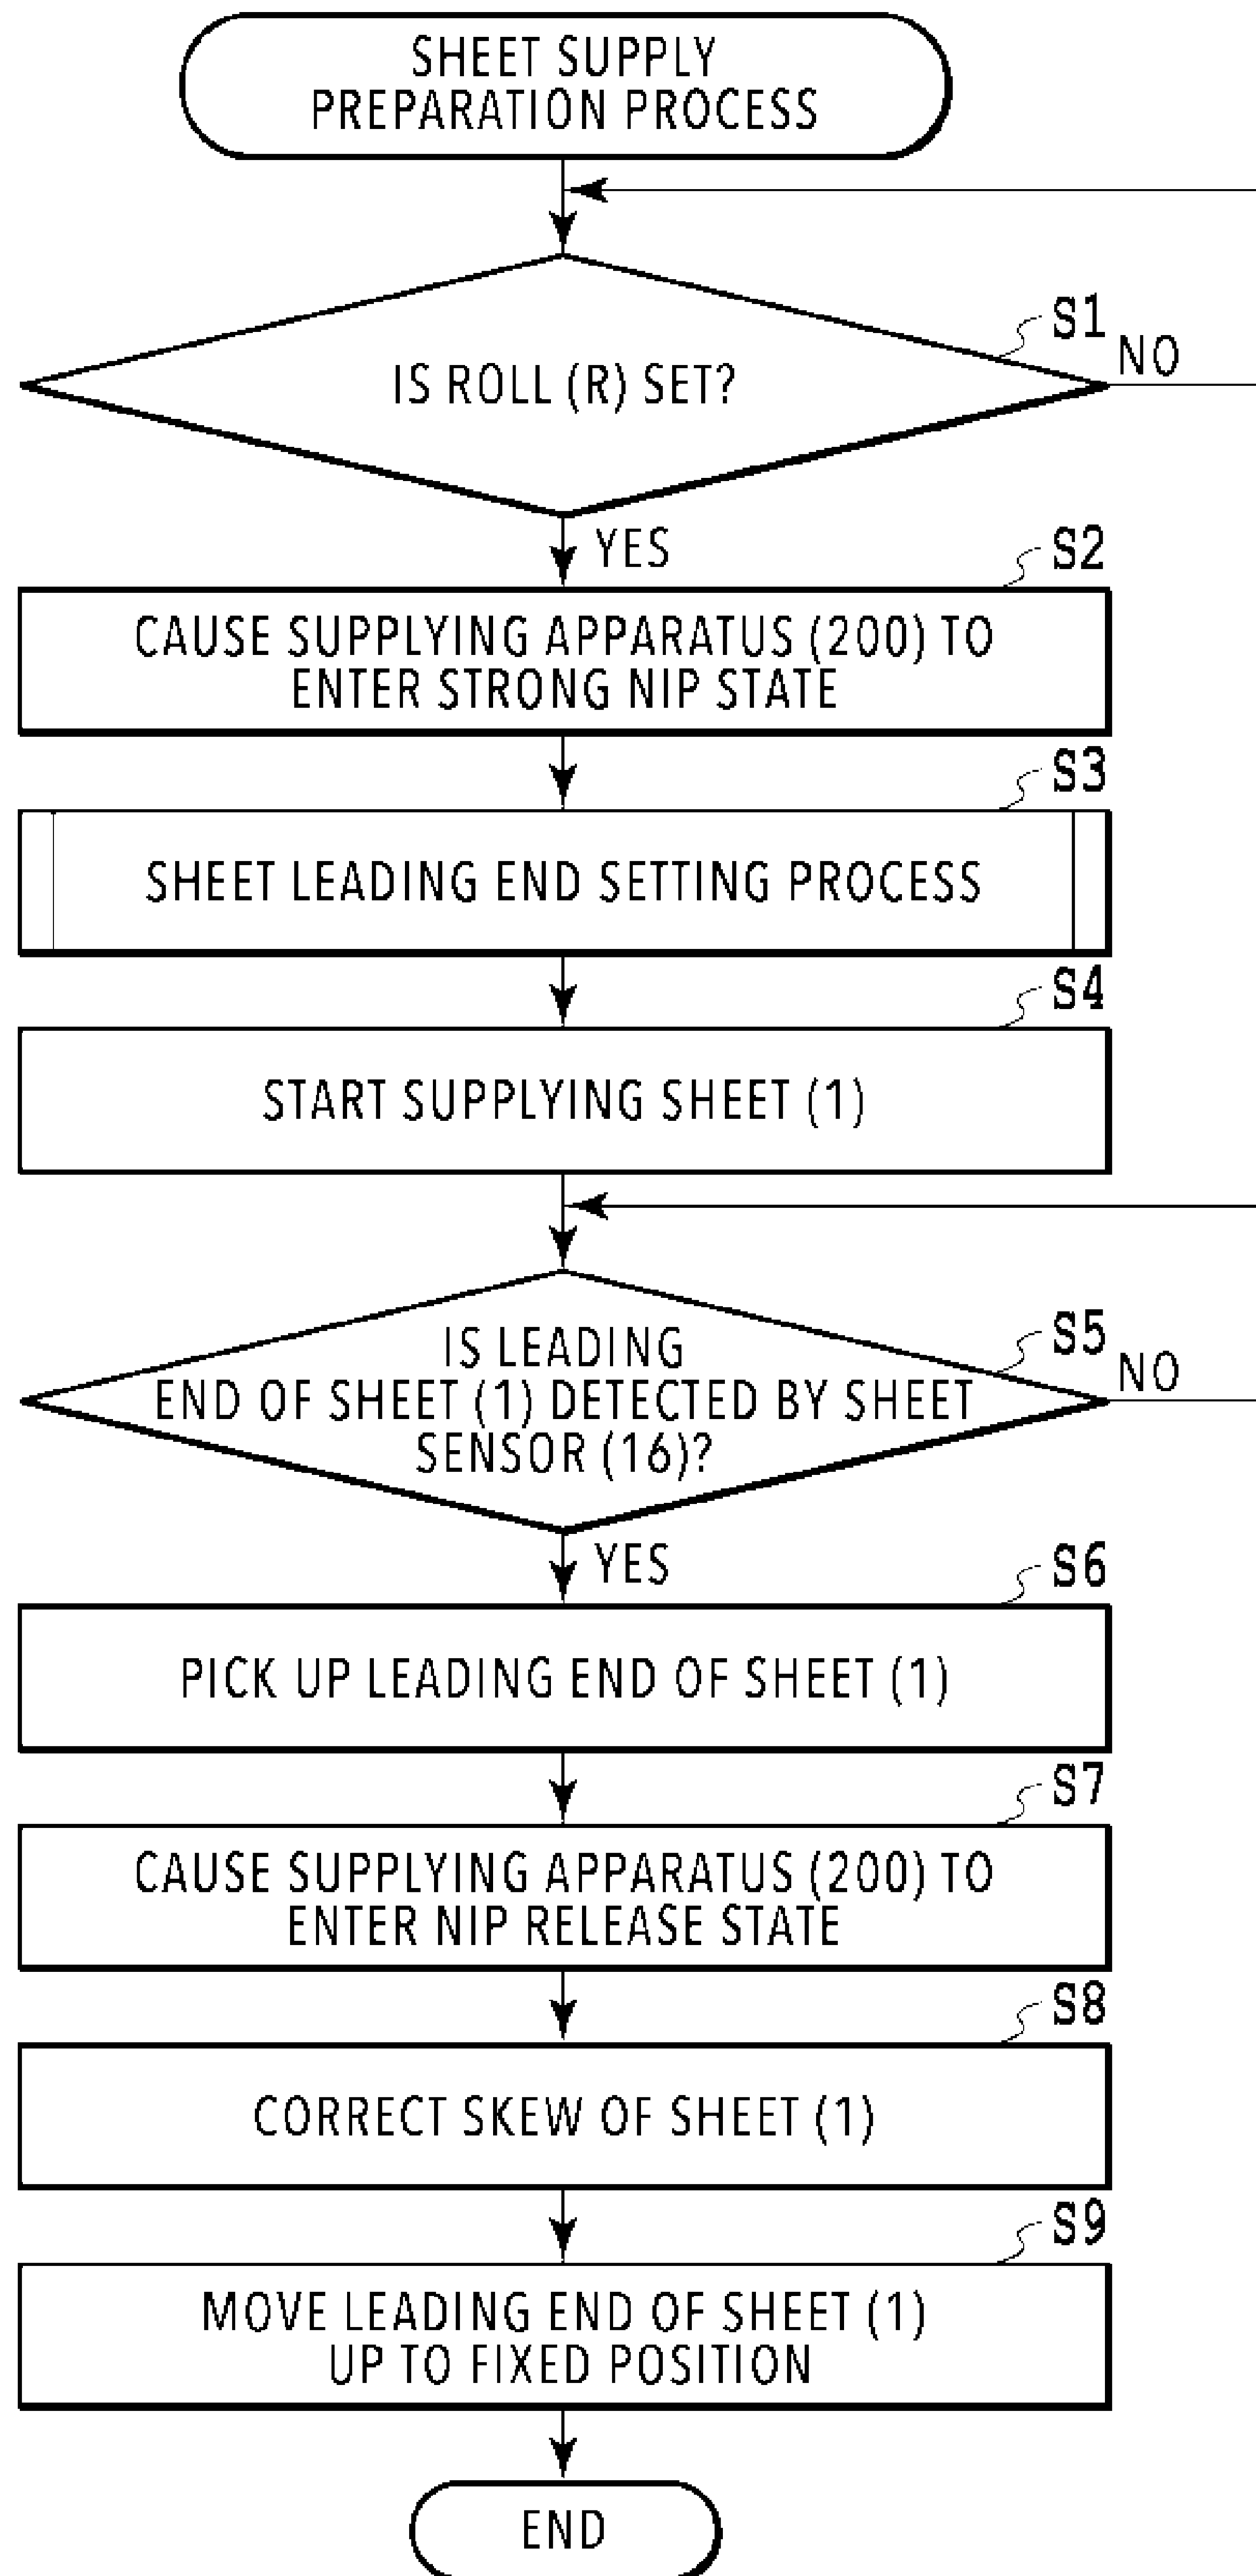 SHEET SUPPLY
PREPARATION PROCESS
S1
IS ROLL (R) SET?
NO
YES
S2
CAUSE SUPPLYING APPARATUS (200) TO
ENTER STRONG NIP STATE
S3
SHEET LEADING END SETTING PROCESS
S4
START SUPPLYING SHEET (1)
S5
IS LEADING
END OF SHEET (1) DETECTED BY SHEET
SENSOR (16)?
NO
YES
S6
PICK UP LEADING END OF SHEET (1)
S7
CAUSE SUPPLYING APPARATUS (200) TO
ENTER NIP RELEASE STATE
S8
CORRECT SKEW OF SHEET (1)
S9
MOVE LEADING END OF SHEET (1)
UP TO FIXED POSITION
END